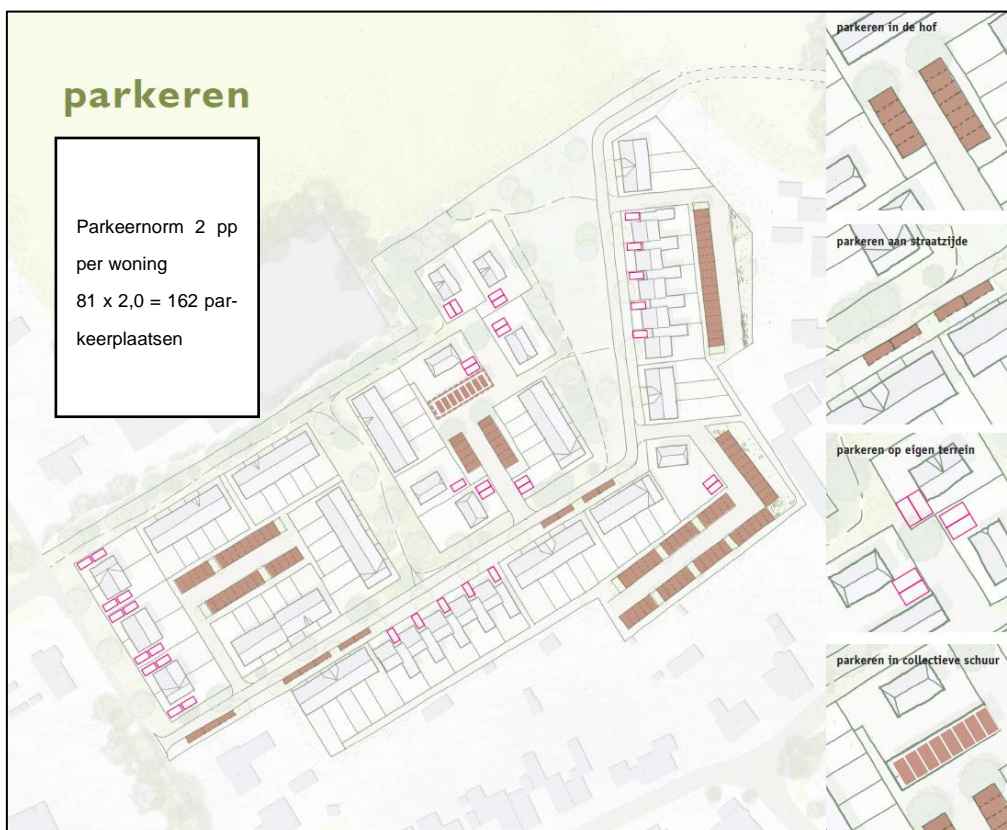 parkeren
Parkeernorm 2 pp
per woning
81 x 2,0 = 162 par-
keerplaatsen
parkeren in de hof
parkeren aan straatzijde
parkeren op eigen terrein
parkeren in collectieve schuur